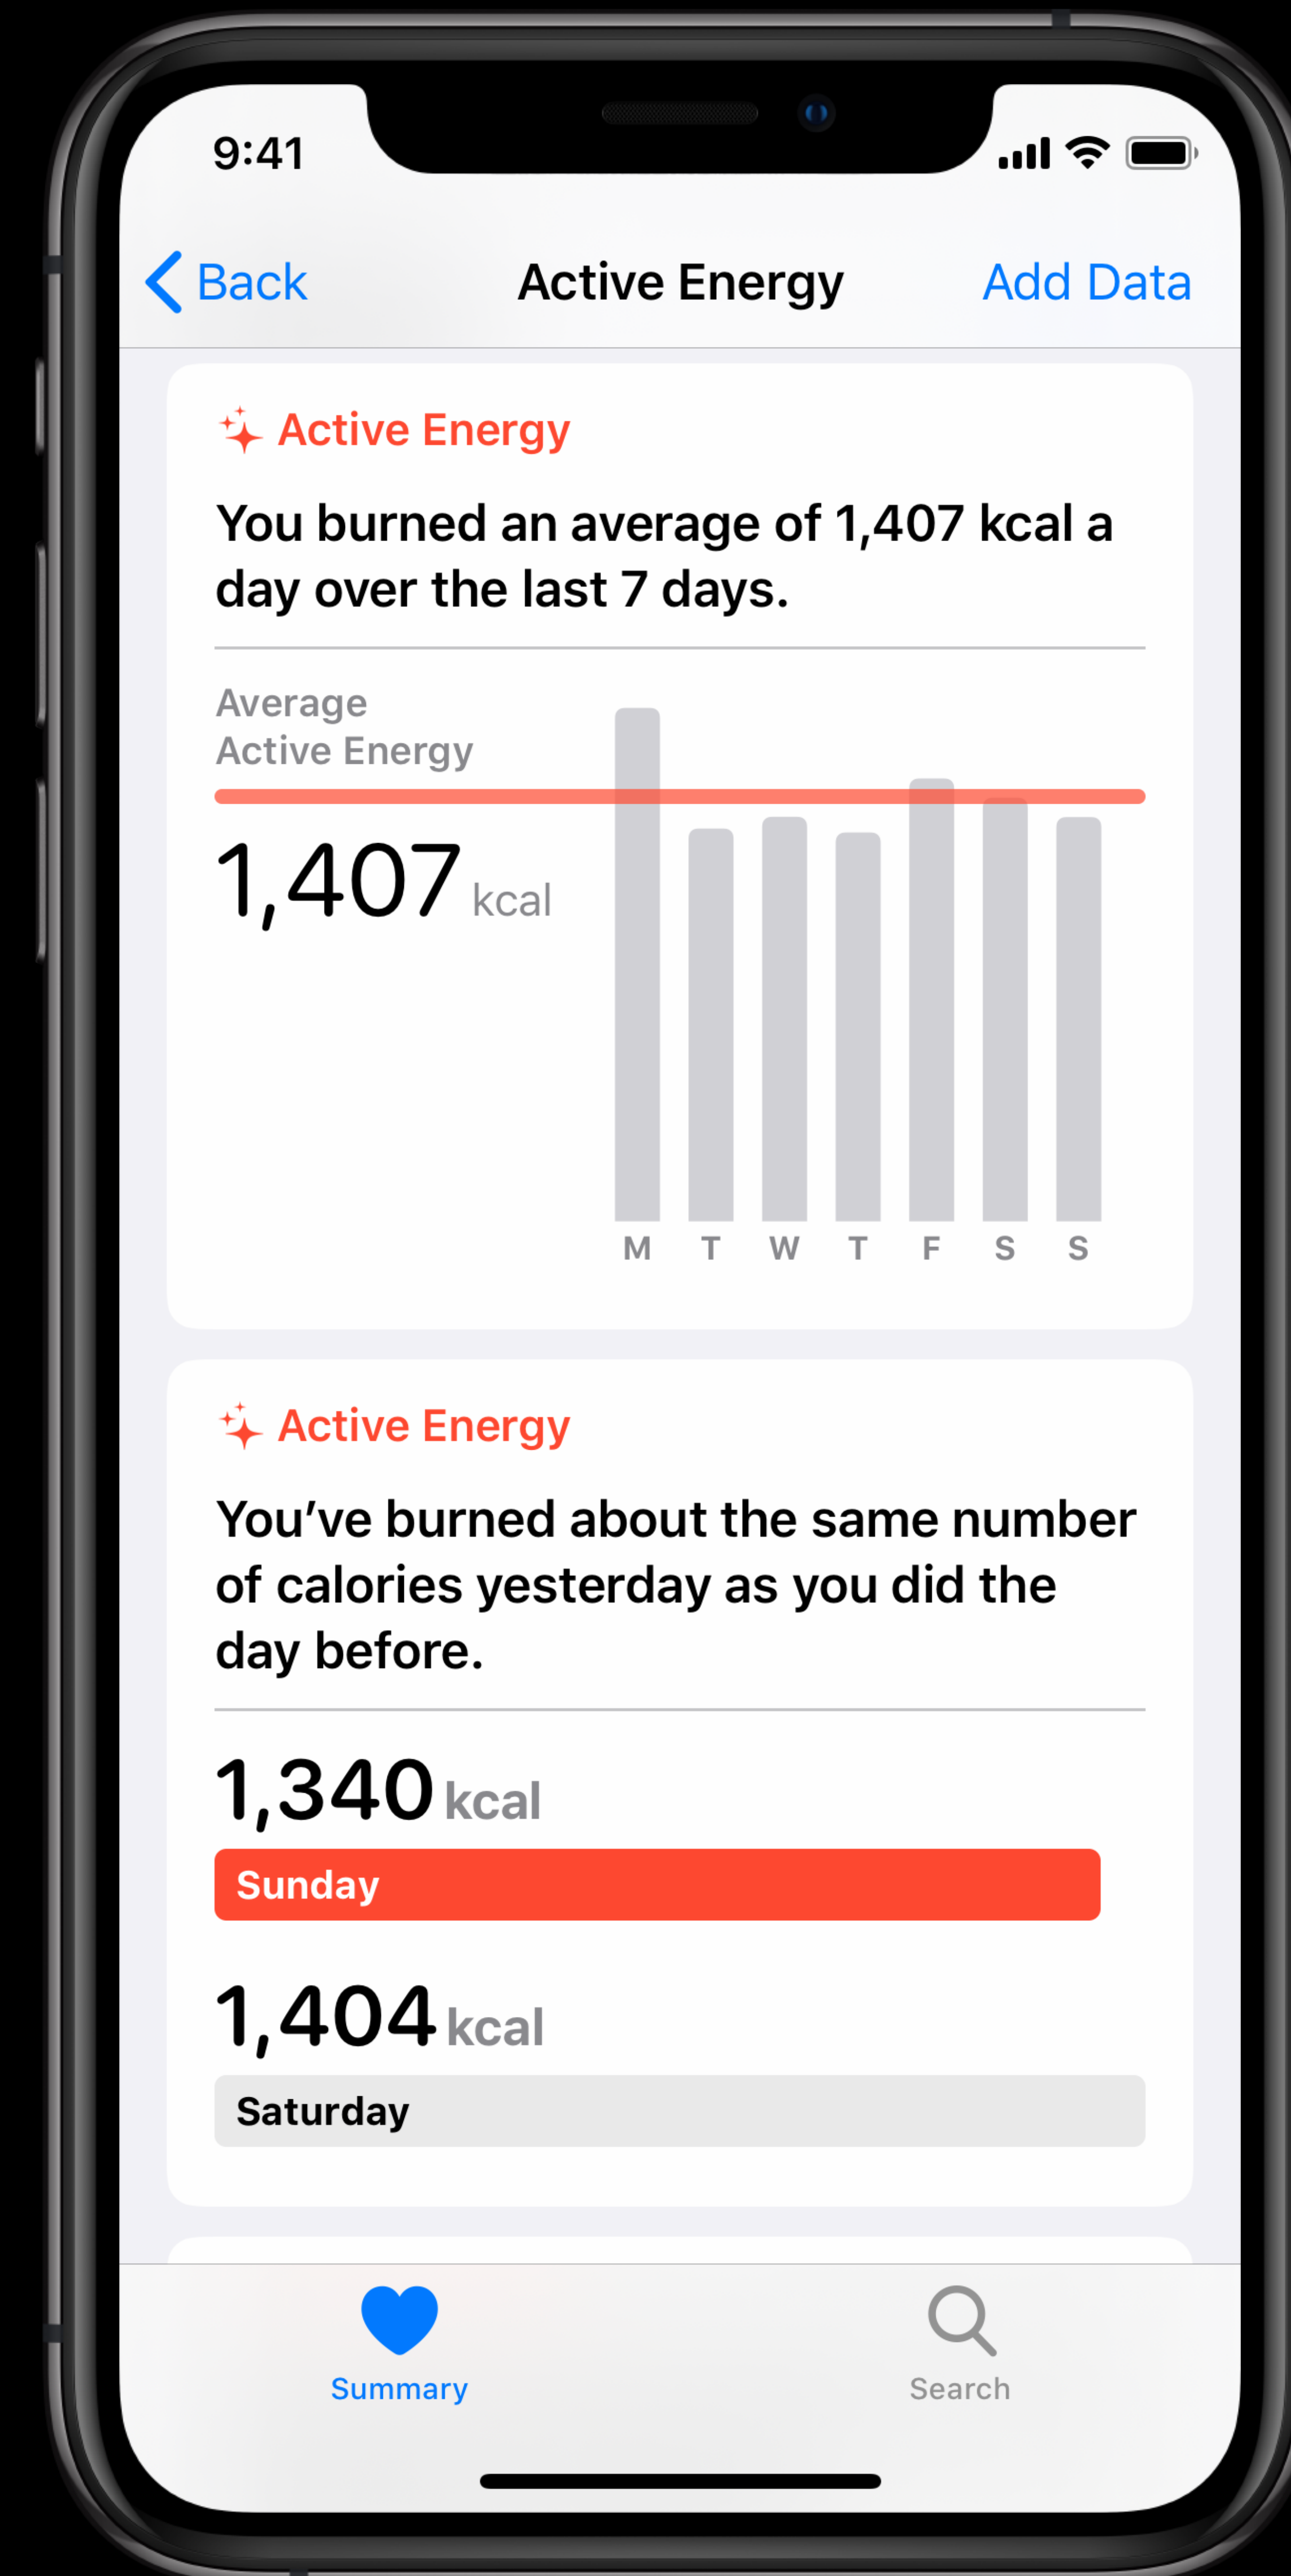 9:41
Back Active Energy Add Data
Active Energy
You burned an average of 1,407 kcal a
day over the last 7 days.
Average
Active Energy
1,407 kcal
M T W T F S S
Active Energy
You’ve burned about the same number
of calories yesterday as you did the
day before.
1,340 kcal
Sunday
1,404 kcal
Saturday
Summary Search